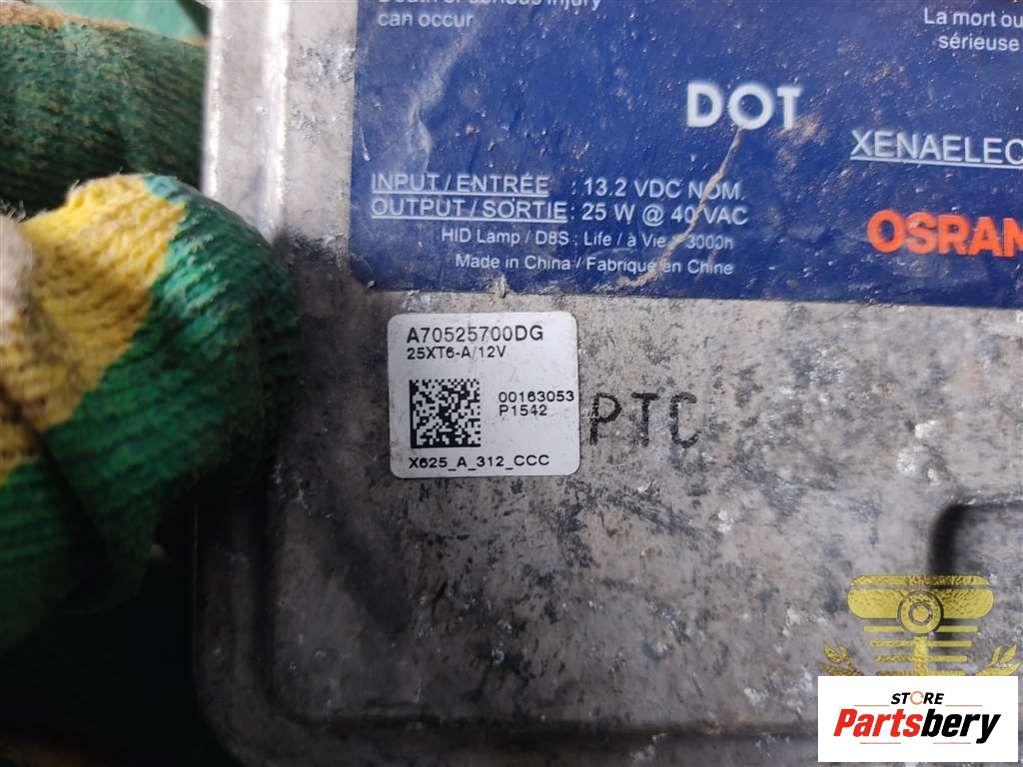 can occur
La mort ou
sérieuse
DOT
XENAELEC
INPUT / ENTRÉE : 13.2 VDC NOM.
OUTPUT / SORTIE : 25 W @ 40 VAC
HID Lamp / D8S ; Life / à Vie > 3000h
Made in China / Fabriqué en Chine
OSRAM
A70525700DG
25XT6-A/12V
00163053
P1542
X625_A_312_CCC
PTC
STORE
Partsbery